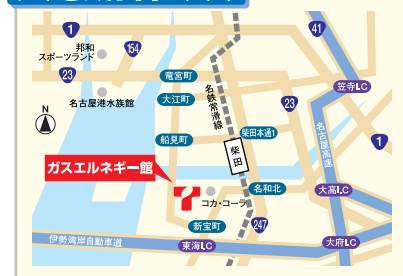 1
邦和
スポーツランド
154
41
23
竜宮町
名鉄常滑線
笠寺I.C
名古屋港水族館
大江町
23
N
名古屋高速
船見町
柴田本通1
1
柴田
ガスエネルギー館
名和北
大高I.C
コカ・コーラ
新宝町
247
伊勢湾岸自動車道
東海I.C
大府I.C